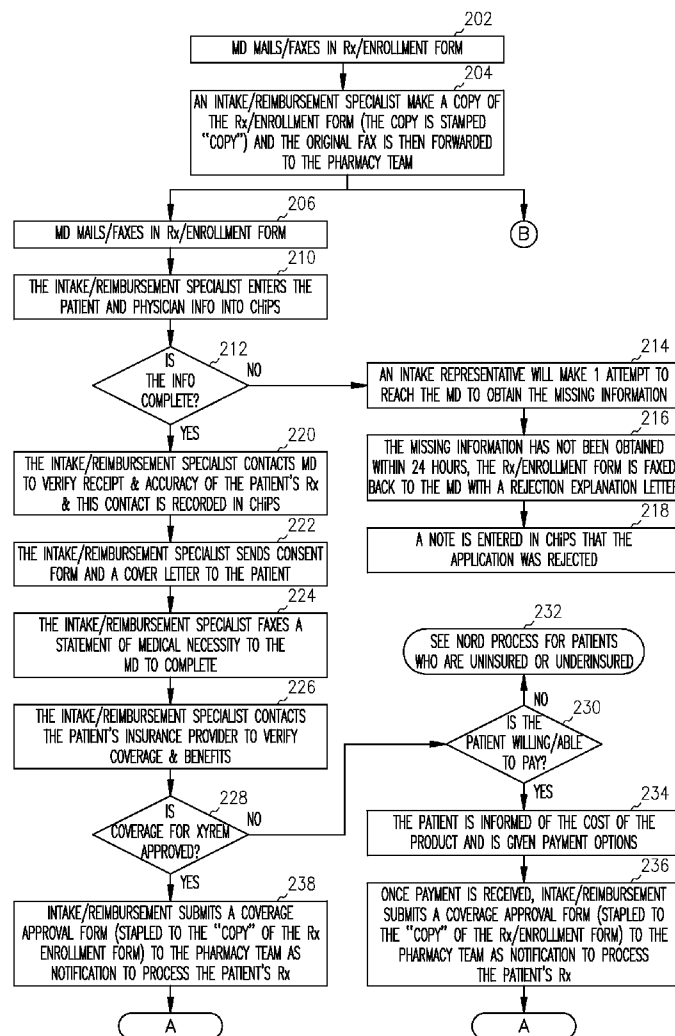 202
MD MAILS/FAXES IN Rx/ENROLLMENT FORM
204
AN INTAKE/REIMBURSEMENT SPECIALIST MAKE A COPY OF
THE Rx/ENROLLMENT FORM (THE COPY IS STAMPED
"COPY") AND THE ORIGINAL FAX IS THEN FORWARDED
TO THE PHARMACY TEAM
B
206
MD MAILS/FAXES IN Rx/ENROLLMENT FORM
210
THE INTAKE/REIMBURSEMENT SPECIALIST ENTERS THE
PATIENT AND PHYSICIAN INFO INTO CHiPS
212
IS
THE INFO
COMPLETE?
NO
YES
214
AN INTAKE REPRESENTATIVE WILL MAKE 1 ATTEMPT TO
REACH THE MD TO OBTAIN THE MISSING INFORMATION
216
THE MISSING INFORMATION HAS NOT BEEN OBTAINED
WITHIN 24 HOURS, THE Rx/ENROLLMENT FORM IS FAXED
BACK TO THE MD WITH A REJECTION EXPLANATION LETTER
218
A NOTE IS ENTERED IN CHiPS THAT THE
APPLICATION WAS REJECTED
220
THE INTAKE/REIMBURSEMENT SPECIALIST CONTACTS MD
TO VERIFY RECEIPT & ACCURACY OF THE PATIENT'S Rx
& THIS CONTACT IS RECORDED IN CHiPS
222
THE INTAKE/REIMBURSEMENT SPECIALIST SENDS CONSENT
FORM AND A COVER LETTER TO THE PATIENT
224
THE INTAKE/REIMBURSEMENT SPECIALIST FAXES A
STATEMENT OF MEDICAL NECESSITY TO THE
MD TO COMPLETE
226
THE INTAKE/REIMBURSEMENT SPECIALIST CONTACTS
THE PATIENT'S INSURANCE PROVIDER TO VERIFY
COVERAGE & BENEFITS
228
IS
COVERAGE FOR XYREM
APPROVED?
NO
YES
232
SEE NORD PROCESS FOR PATIENTS
WHO ARE UNINSURED OR UNDERINSURED
NO
230
IS THE
PATIENT WILLING/ABLE
TO PAY?
YES
234
THE PATIENT IS INFORMED OF THE COST OF THE
PRODUCT AND IS GIVEN PAYMENT OPTIONS
236
ONCE PAYMENT IS RECEIVED, INTAKE/REIMBURSEMENT
SUBMITS A COVERAGE APPROVAL FORM (STAPLED TO
THE "COPY" OF THE Rx/ENROLLMENT FORM) TO THE
PHARMACY TEAM AS NOTIFICATION TO PROCESS
THE PATIENT'S Rx
A
238
INTAKE/REIMBURSEMENT SUBMITS A COVERAGE
APPROVAL FORM (STAPLED TO THE "COPY" OF THE Rx
ENROLLMENT FORM) TO THE PHARMACY TEAM AS
NOTIFICATION TO PROCESS THE PATIENT'S Rx
A